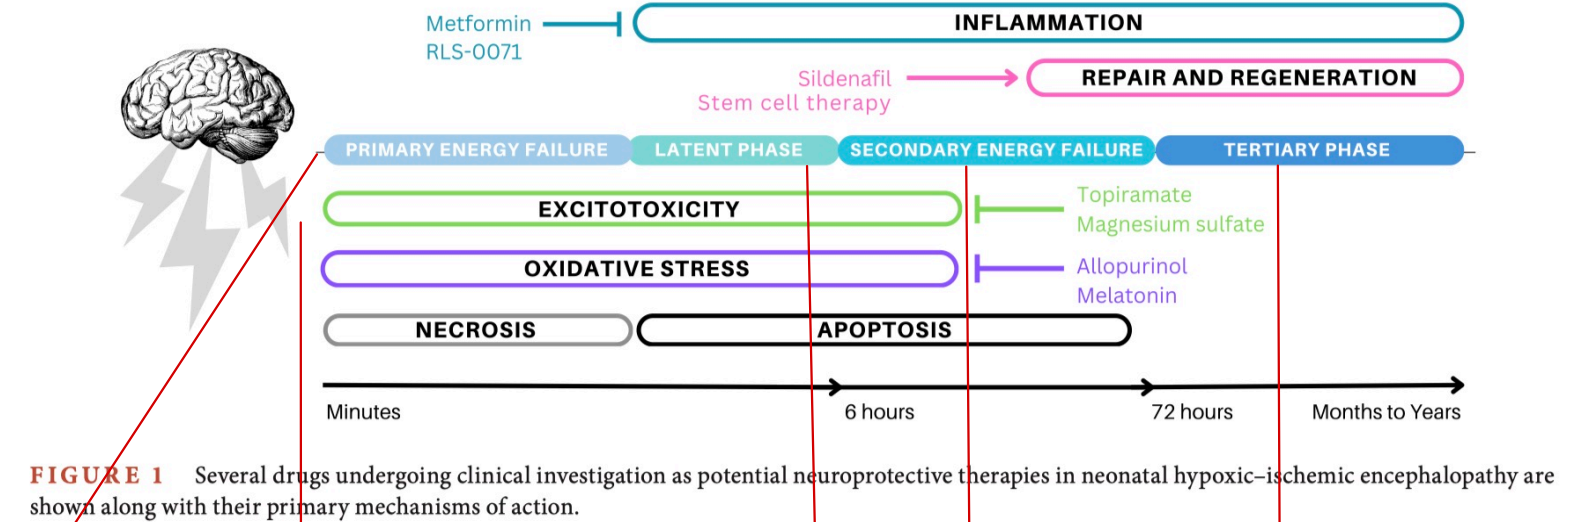 Metformin
RLS-0071
INFLAMMATION
Sildenafil
Stem cell therapy
REPAIR AND REGENERATION
PRIMARY ENERGY FAILURE
LATENT PHASE
SECONDARY ENERGY FAILURE
TERTIARY PHASE
EXCITOTOXICITY
Topiramate
Magnesium sulfate
OXIDATIVE STRESS
Allopurinol
Melatonin
NECROSIS
APOPTOSIS
Minutes
6 hours
72 hours
Months to Years
FIGURE 1 Several drugs undergoing clinical investigation as potential neuroprotective therapies in neonatal hypoxic–ischemic encephalopathy are
shown along with their primary mechanisms of action.